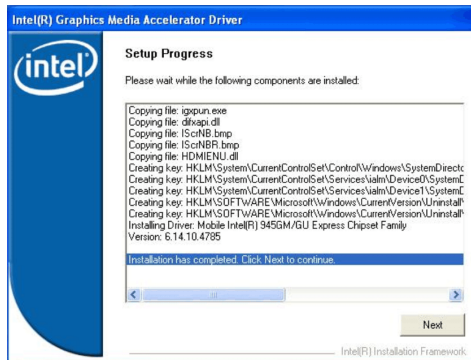 Intel(R) Graphics Media Accelerator Driver
intel
Setup Progress
Please wait while the following components are installed:
Copying file: igxpun.exe
Copying file: difxapi.dll
Copying file: IScrNB.bmp
Copying file: IScrNBR.bmp
Copying file: HDMIENU.dll
Creating key: HKLM\System\CurrentControlSet\Control\Windows\SystemDirecto
Creating key: HKLM\System\CurrentControlSet\Services\ialm\Device0\SystemD
Creating key: HKLM\System\CurrentControlSet\Services\ialm\Device1\SystemD
Creating key: HKLM\SOFTWARE\Microsoft\Windows\CurrentVersion\Uninstall\
Creating key: HKLM\SOFTWARE\Microsoft\Windows\CurrentVersion\Uninstall\
Installing Driver: Mobile Intel(R) 945GM/GU Express Chipset Family
Version: 6.14.10.4785
Installation has completed. Click Next to continue.
Next
Intel(R) Installation Framework